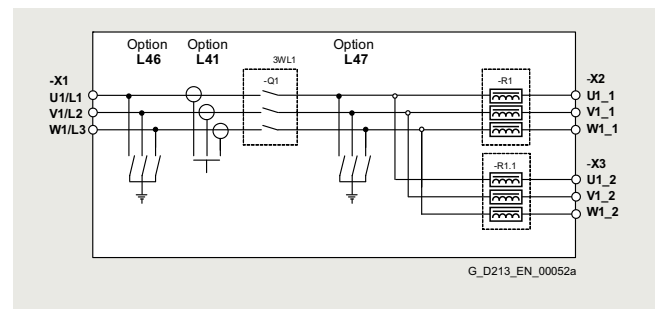 Option Option Option
L46 L41 L47
3WL1
-X1 -Q1 -R1 -X2
U1/L1 U1_1
V1/L2 V1_1
W1/L3 W1_1
-R1.1 -X3
U1_2
V1_2
W1_2
G_D213_EN_00052a